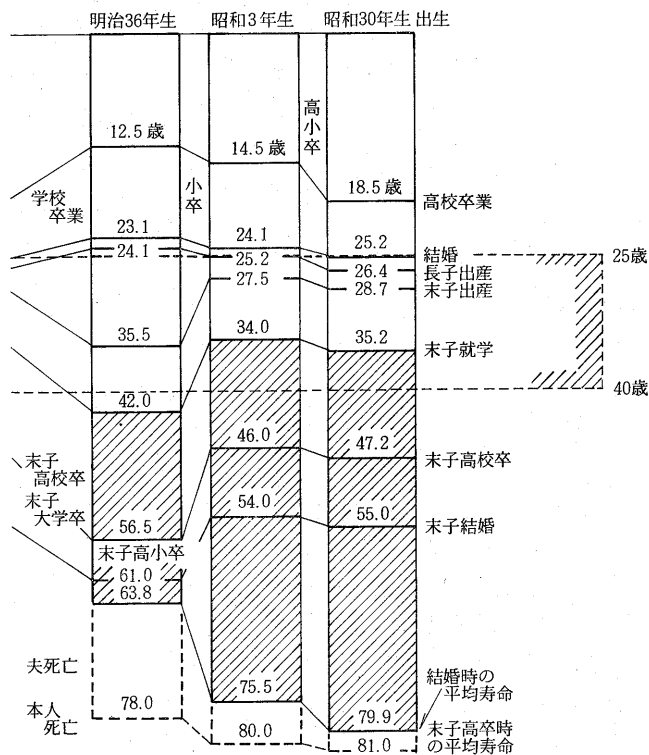 明治36年生 昭和3年生 昭和30年生 出生
高小卒
12.5歳
14.5歳
小卒
18.5歳
学校
卒業
高校卒業
23.1
24.1
25.2
結婚
25歳
24.1
25.2
26.4
長子出産
27.5
28.7
末子出産
35.5
34.0
35.2
末子就学
40歳
42.0
46.0
47.2
末子高校卒
末子
高校卒
末子
大学卒
54.0
55.0
末子結婚
56.5
末子高小卒
61.0
63.8
夫死亡
結婚時の
平均寿命
75.5
79.9
本人
死亡
78.0
80.0
81.0
末子高卒時
の平均寿命